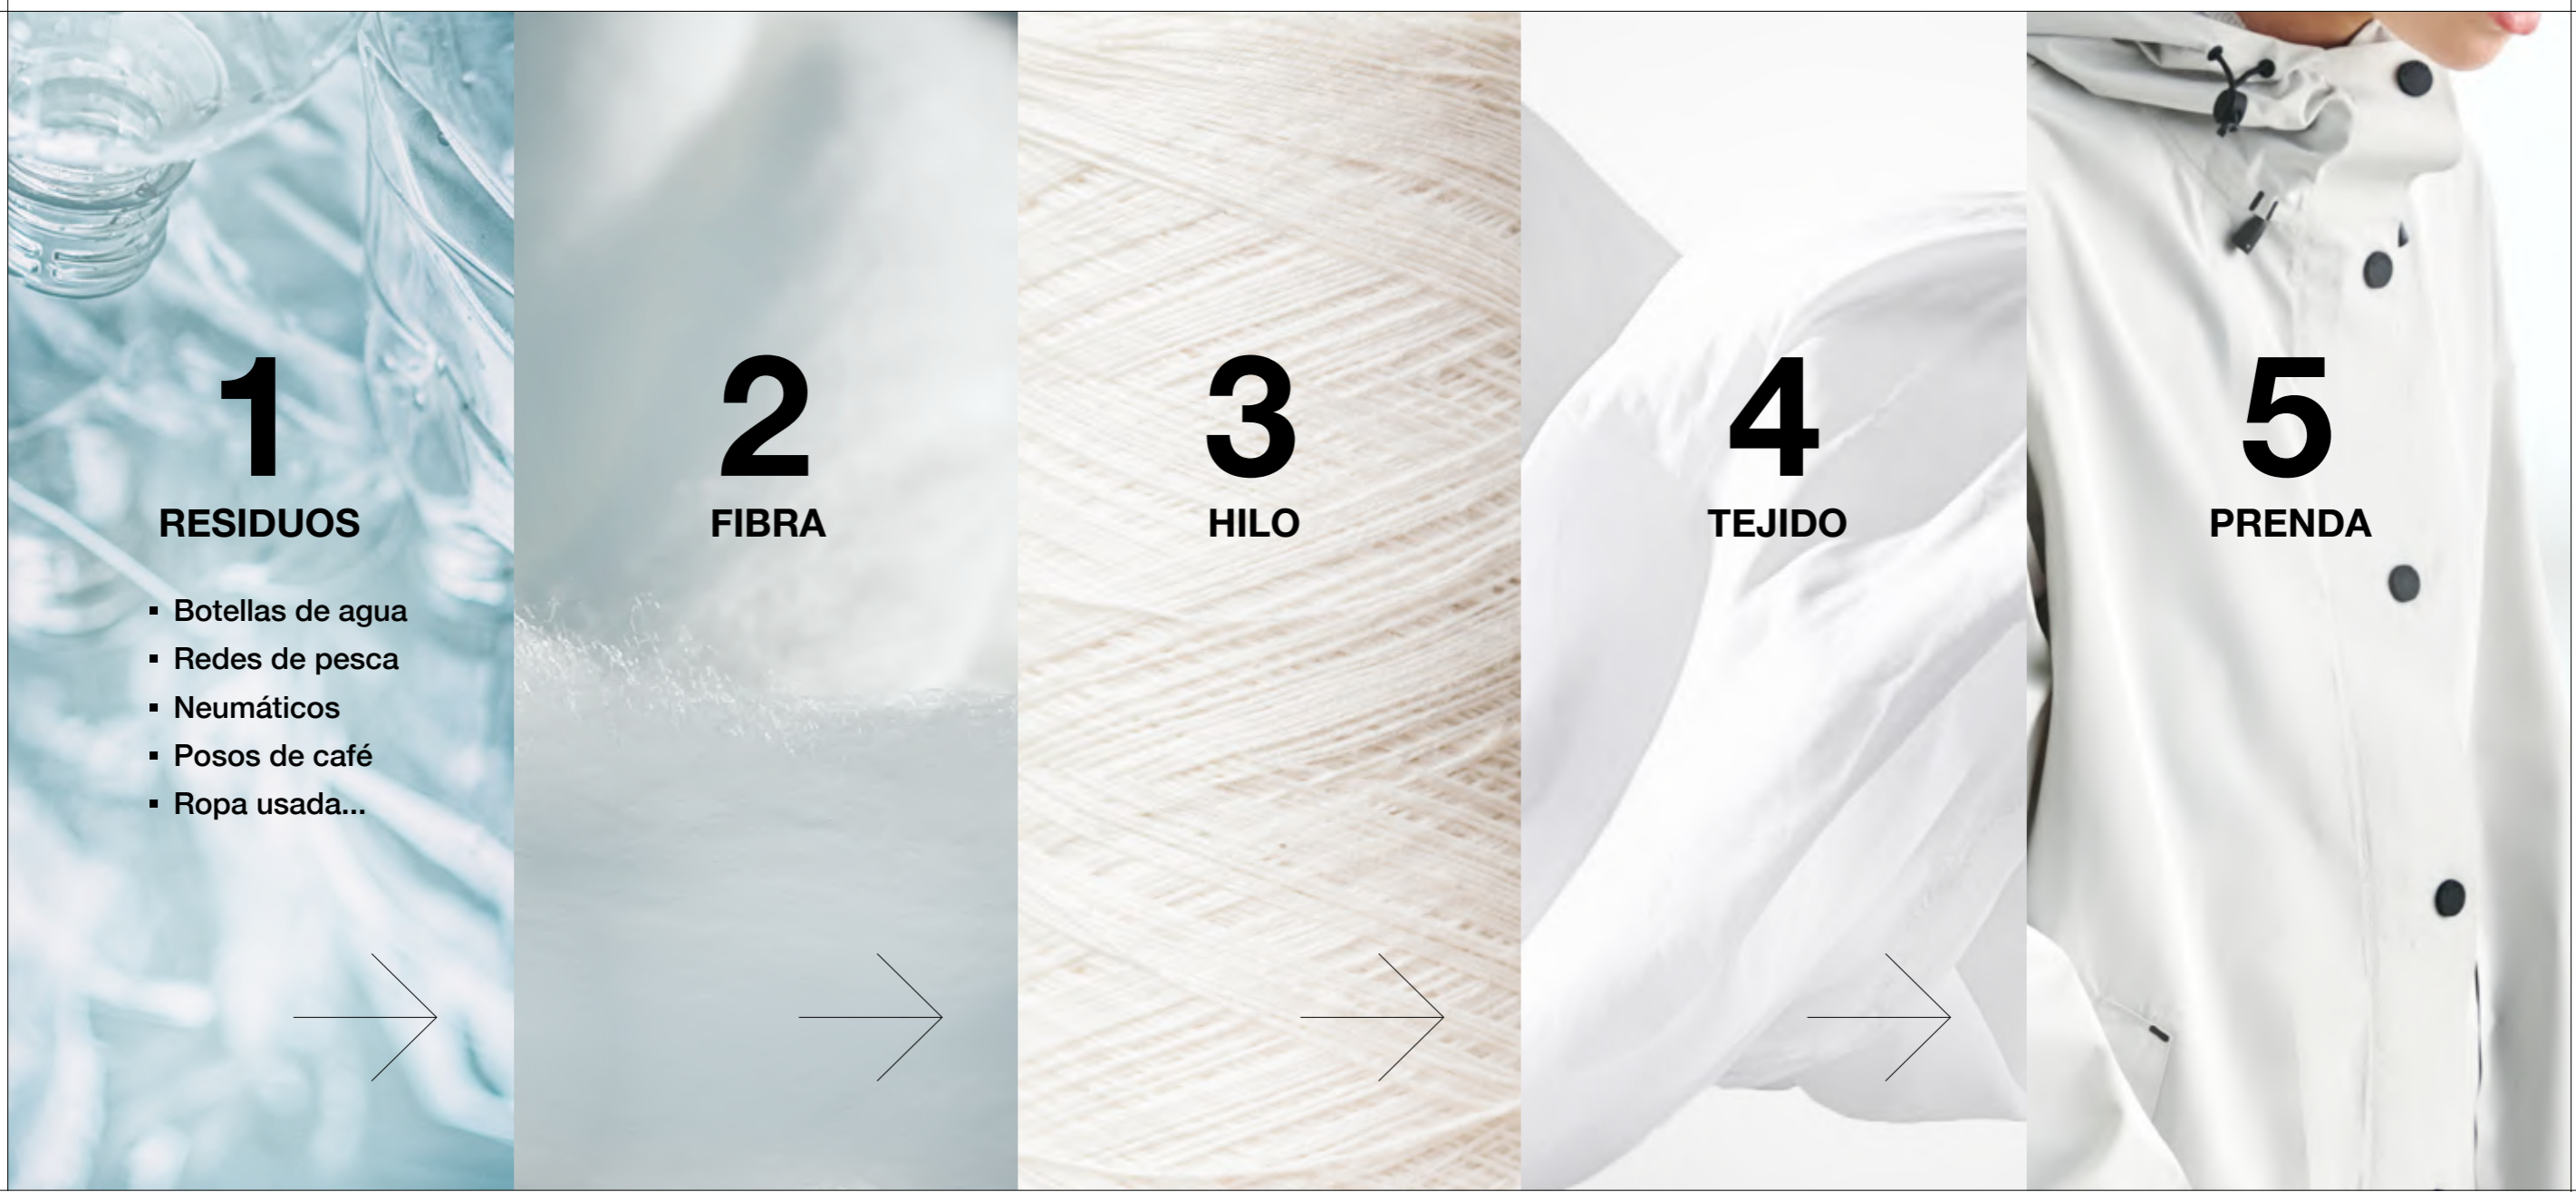 1
RESIDUOS
▪ Botellas de agua
▪ Redes de pesca
▪ Neumáticos
▪ Posos de café
▪ Ropa usada...
2
FIBRA
3
HILO
4
TEJIDO
5
PRENDA